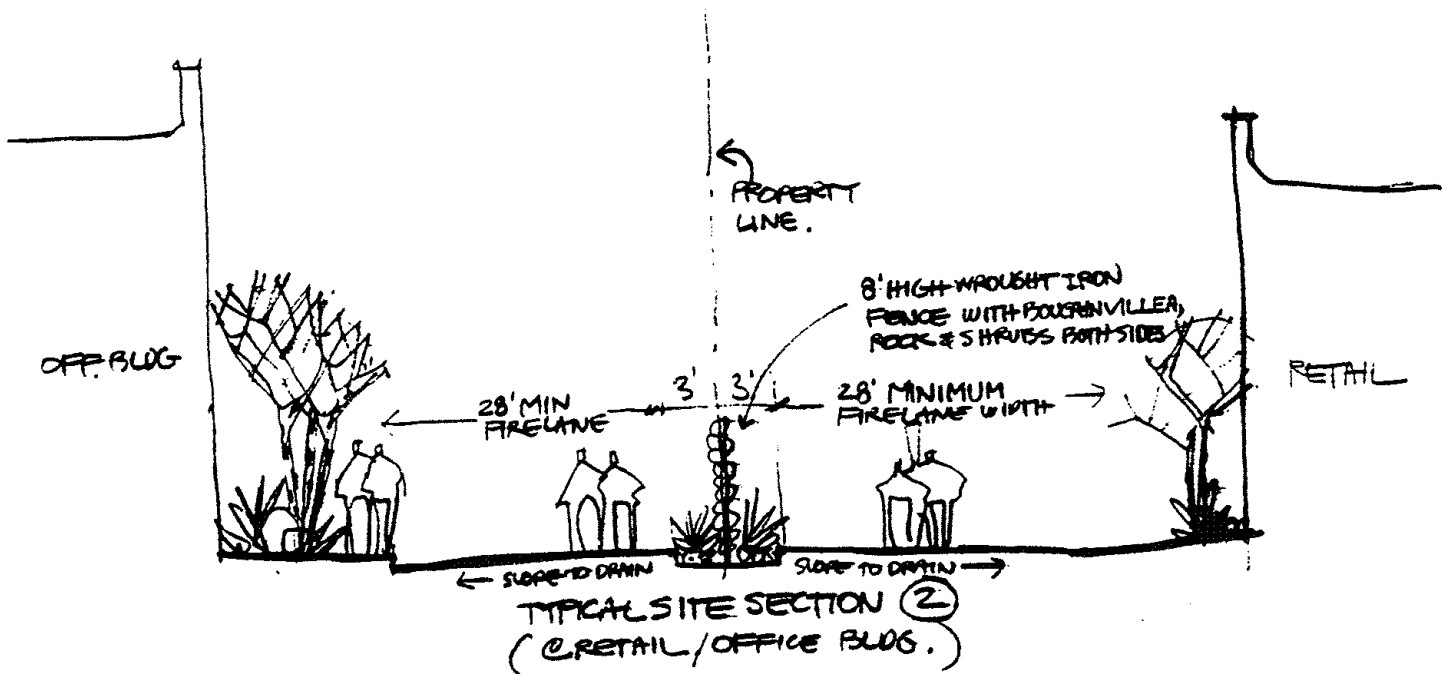 PROPERTY
LINE.
8' HIGH WROUGHT IRON
FENCE WITH BOUGAINVILLEA,
ROCK & SHRUBS BOTH SIDES
OFF. BLDG
RETAIL
28' MIN
FIRELANE
3' 3'
28' MINIMUM
FIRELANE WIDTH
← SLOPE TO DRAIN
SLOPE TO DRAIN →
TYPICAL SITE SECTION 2
(@ RETAIL/OFFICE BLDG.)